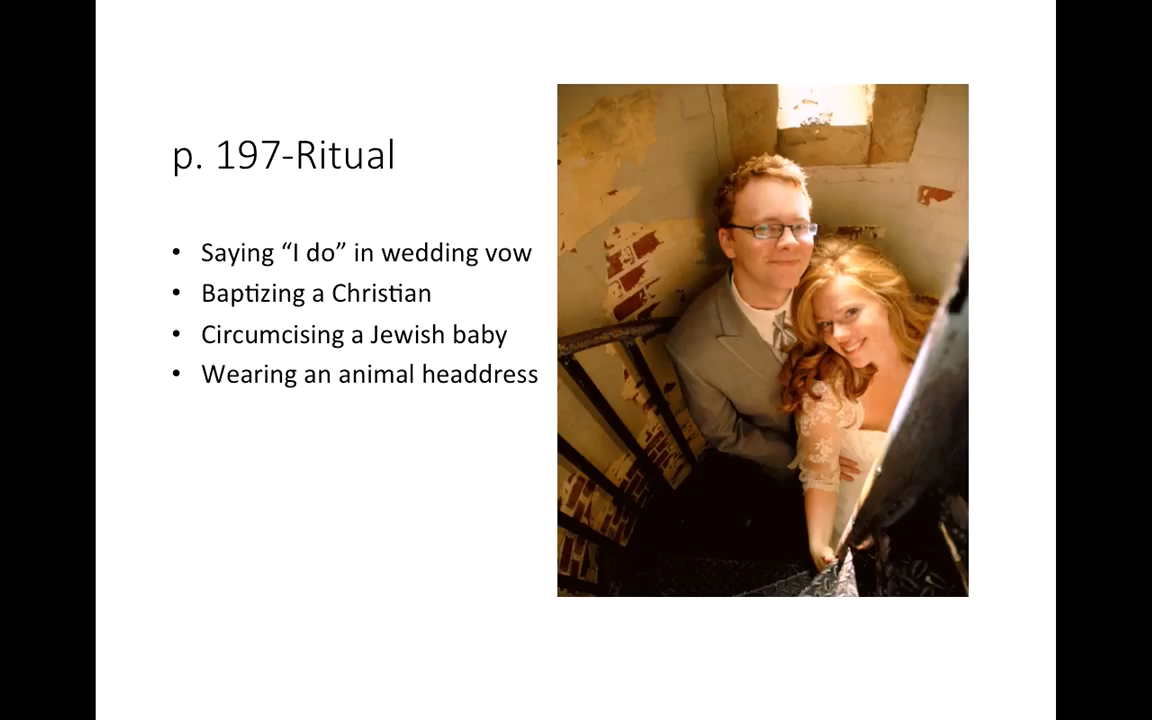 p. 197-Ritual
• Saying “I do” in wedding vow
• Baptizing a Christian
• Circumcising a Jewish baby
• Wearing an animal headdress